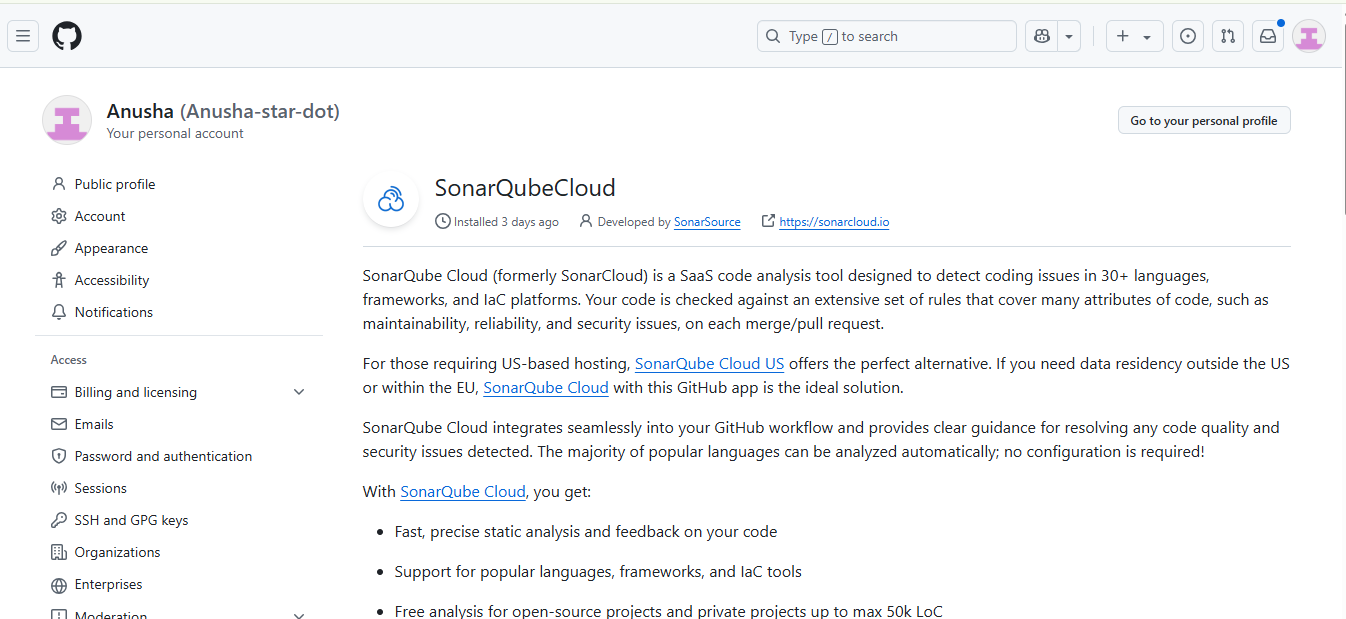 Type / to search
Anusha (Anusha-star-dot)
Your personal account
Go to your personal profile
Public profile
Account
Appearance
Accessibility
Notifications
Access
Billing and licensing
Emails
Password and authentication
Sessions
SSH and GPG keys
Organizations
Enterprises
Moderation
SonarQubeCloud
Installed 3 days ago Developed by SonarSource https://sonarcloud.io
SonarQube Cloud (formerly SonarCloud) is a SaaS code analysis tool designed to detect coding issues in 30+ languages,
frameworks, and IaC platforms. Your code is checked against an extensive set of rules that cover many attributes of code, such as
maintainability, reliability, and security issues, on each merge/pull request.
For those requiring US-based hosting, SonarQube Cloud US offers the perfect alternative. If you need data residency outside the US
or within the EU, SonarQube Cloud with this GitHub app is the ideal solution.
SonarQube Cloud integrates seamlessly into your GitHub workflow and provides clear guidance for resolving any code quality and
security issues detected. The majority of popular languages can be analyzed automatically; no configuration is required!
With SonarQube Cloud, you get:
• Fast, precise static analysis and feedback on your code
• Support for popular languages, frameworks, and IaC tools
• Free analysis for open-source projects and private projects up to max 50k LoC